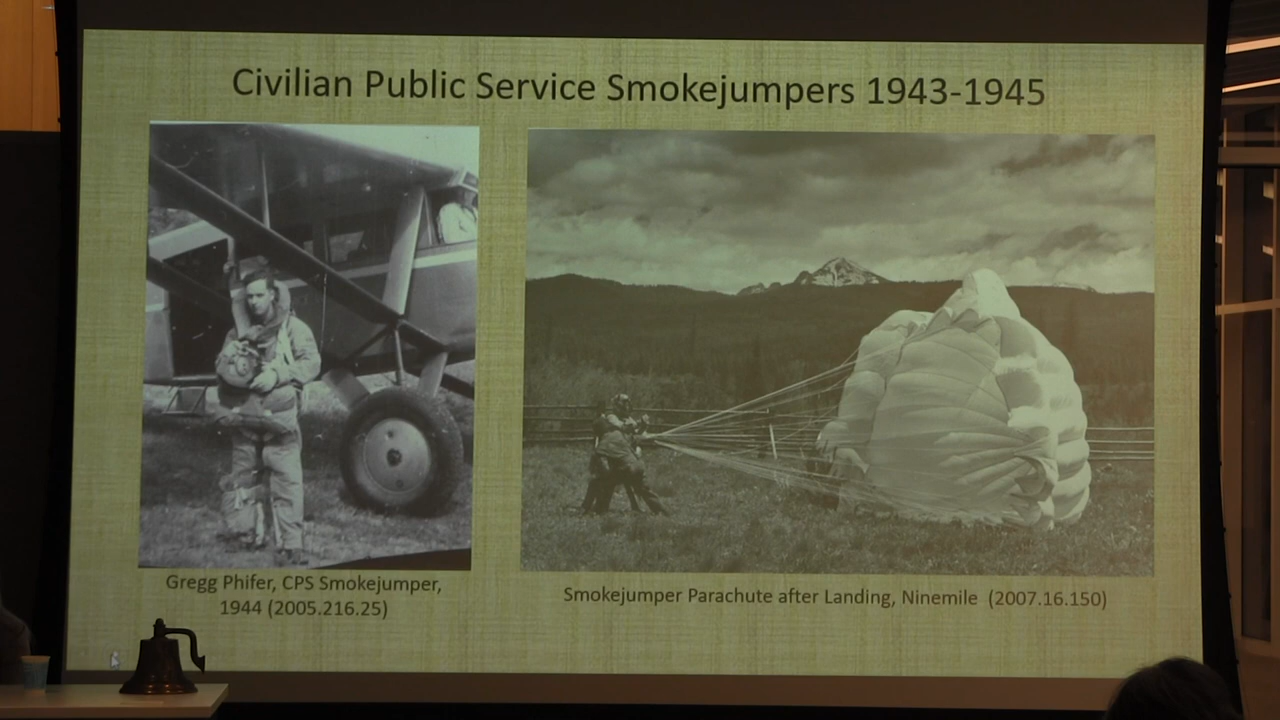 Civilian Public Service Smokejumpers 1943-1945
Gregg Phifer, CPS Smokejumper,
1944 (2005.216.25)
Smokejumper Parachute after Landing, Ninemile (2007.16.150)